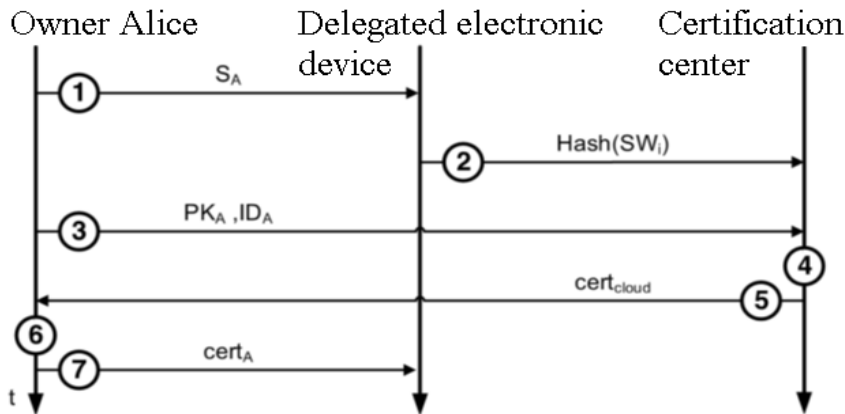 Owner Alice
Delegated electronic device
Certification center
1
S_A
2
Hash(SW_i)
3
PK_A ,ID_A
4
cert_cloud
5
6
7
cert_A
t